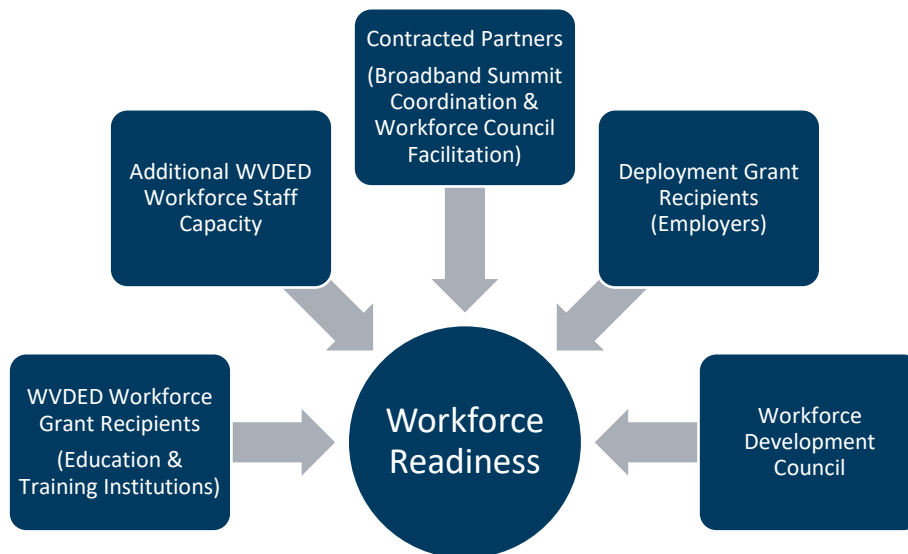 Contracted Partners
(Broadband Summit
Coordination &
Workforce Council
Facilitation)
Additional WVDED
Workforce Staff
Capacity
Deployment Grant
Recipients
(Employers)
WVDED Workforce
Grant Recipients
(Education &
Training Institutions)
Workforce
Readiness
Workforce
Development
Council